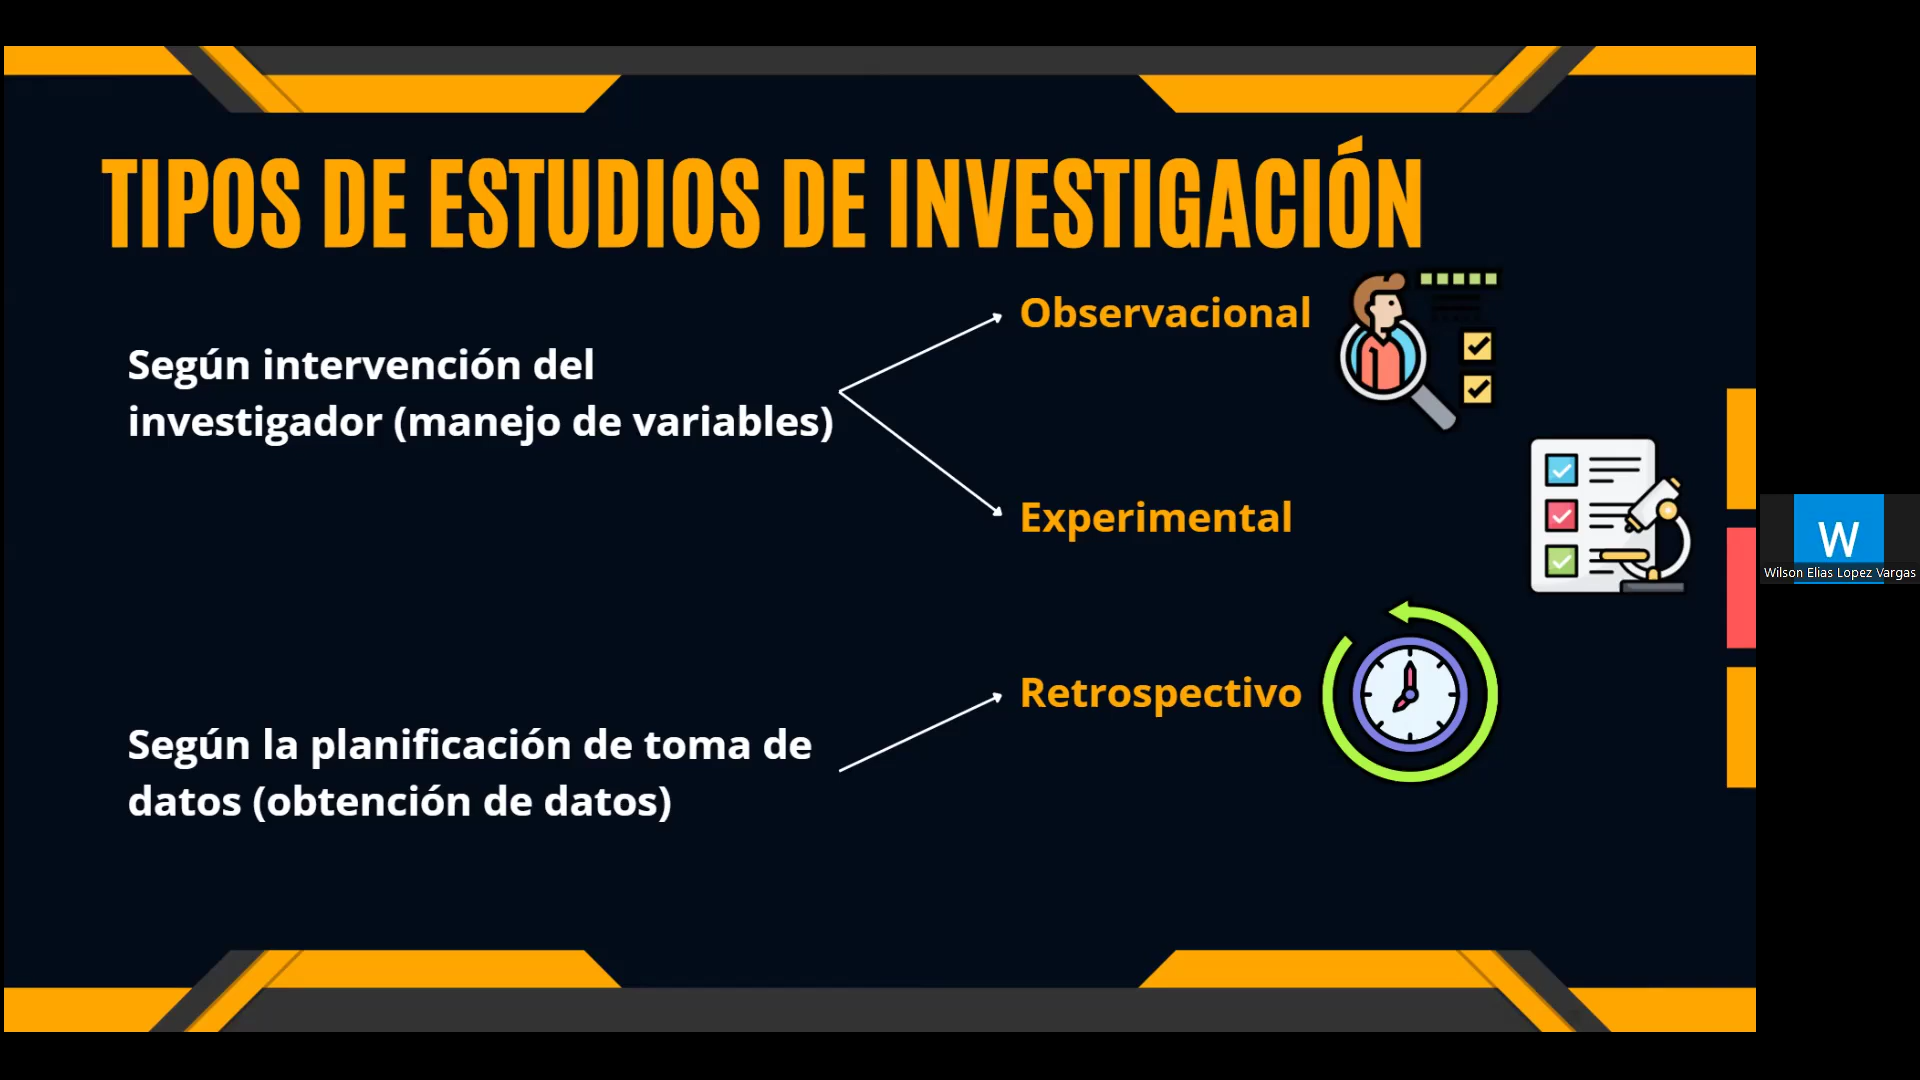 TIPOS DE ESTUDIOS DE INVESTIGACIÓN
Observacional
Según intervención del
investigador (manejo de variables)
Experimental
Retrospectivo
Según la planificación de toma de
datos (obtención de datos)
W
Wilson Elias Lopez Vargas